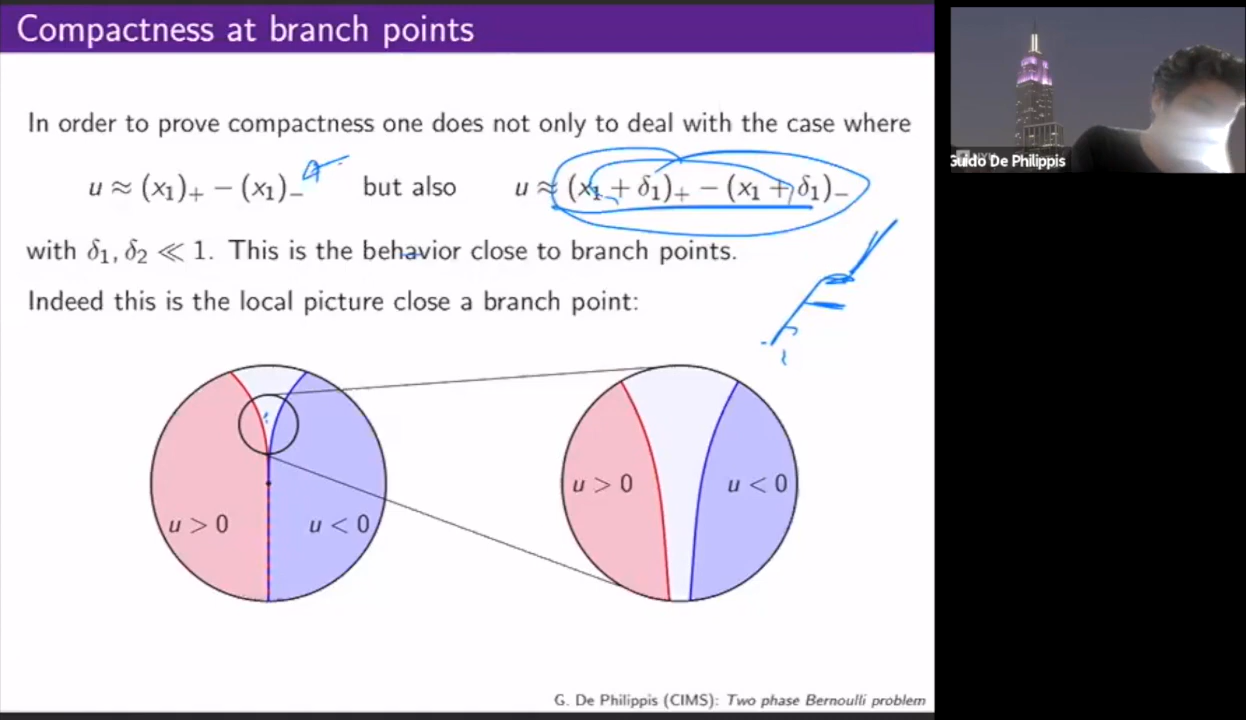 Compactness at branch points
In order to prove compactness one does not only to deal with the case where
u ≈ (x₁)₊ − (x₁)₋ but also u ≈ (x₁ + δ₁)₊ − (x₁ + δ₁)₋
with δ₁, δ₂ ≪ 1. This is the behavior close to branch points.
Indeed this is the local picture close a branch point:
u > 0 u < 0 u > 0 u < 0
G. De Philippis (CIMS): Two phase Bernoulli problem
Guido De Philippis